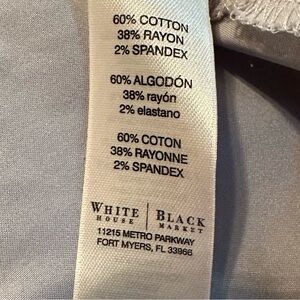 60% COTTON
38% RAYON
2% SPANDEX
60% ALGODÓN
38% rayón
2% elastano
60% COTON
38% RAYONNE
2% SPANDEX
WHITE | BLACK
HOUSE | MARKET
11215 METRO PARKWAY
FORT MYERS, FL 33966